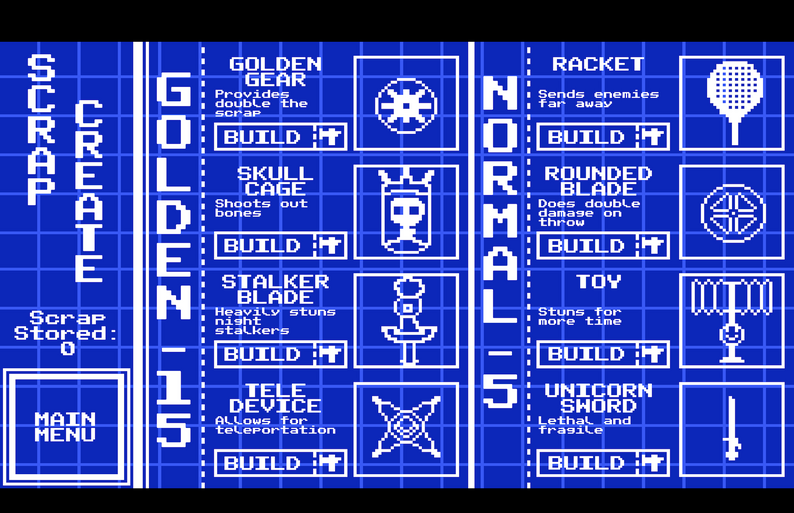 SCRAP
CREATE
Scrap
Stored:
0
MAIN
MENU
GOLDEN-15
GOLDEN
GEAR
Provides
double the
scrap
BUILD
SKULL
CAGE
Shoots out
bones
BUILD
STALKER
BLADE
Heavily stuns
night
stalkers
BUILD
TELE
DEVICE
Allows for
teleportation
BUILD
NORMAL-5
RACKET
Sends enemies
far away
BUILD
ROUNDED
BLADE
Does double
damage on
throw
BUILD
TOY
Stuns for
more time
BUILD
UNICORN
SWORD
Lethal and
fragile
BUILD